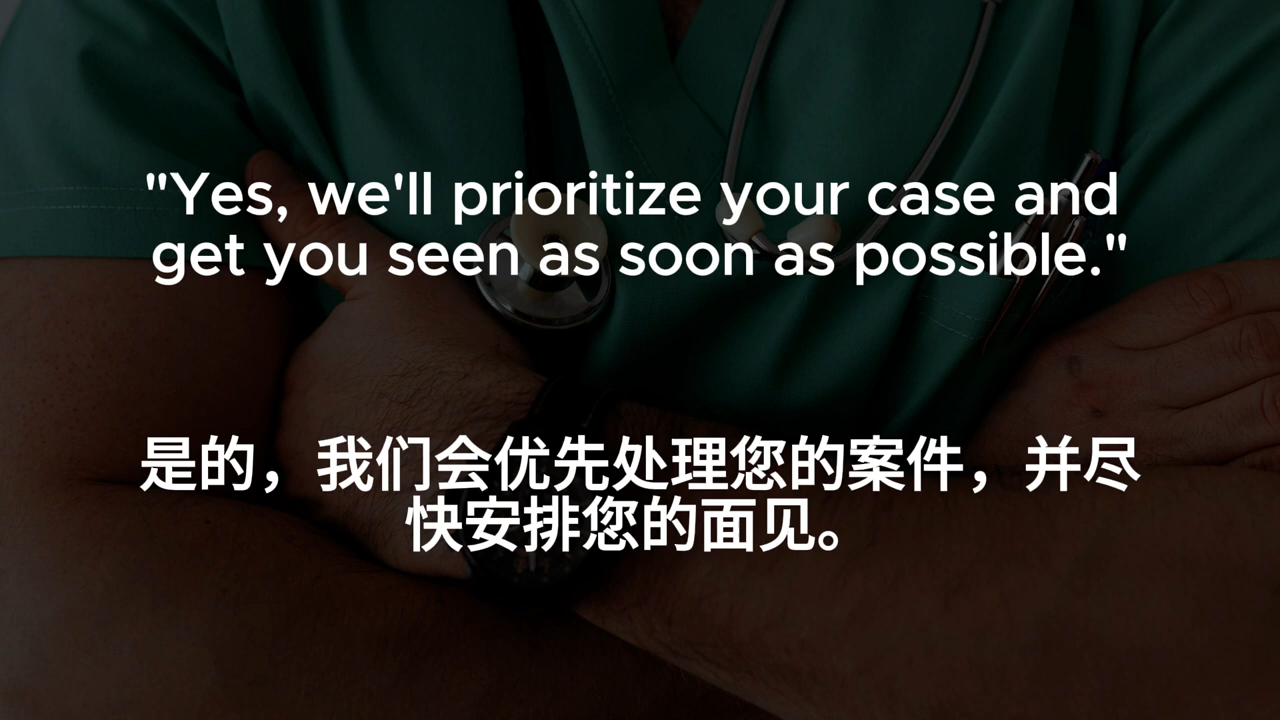 "Yes, we'll prioritize your case and
get you seen as soon as possible."
是的，我们会优先处理您的案件，并尽
快安排您的面见。